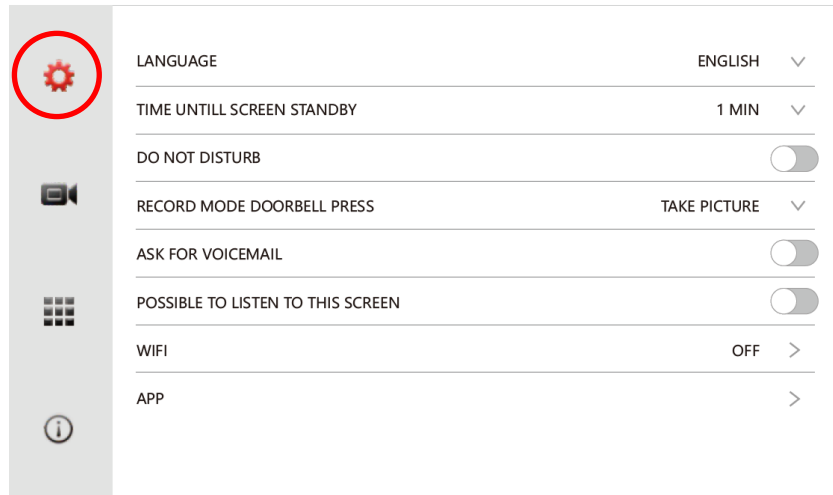 LANGUAGE ENGLISH
TIME UNTILL SCREEN STANDBY 1 MIN
DO NOT DISTURB
RECORD MODE DOORBELL PRESS TAKE PICTURE
ASK FOR VOICEMAIL
POSSIBLE TO LISTEN TO THIS SCREEN
WIFI OFF
APP